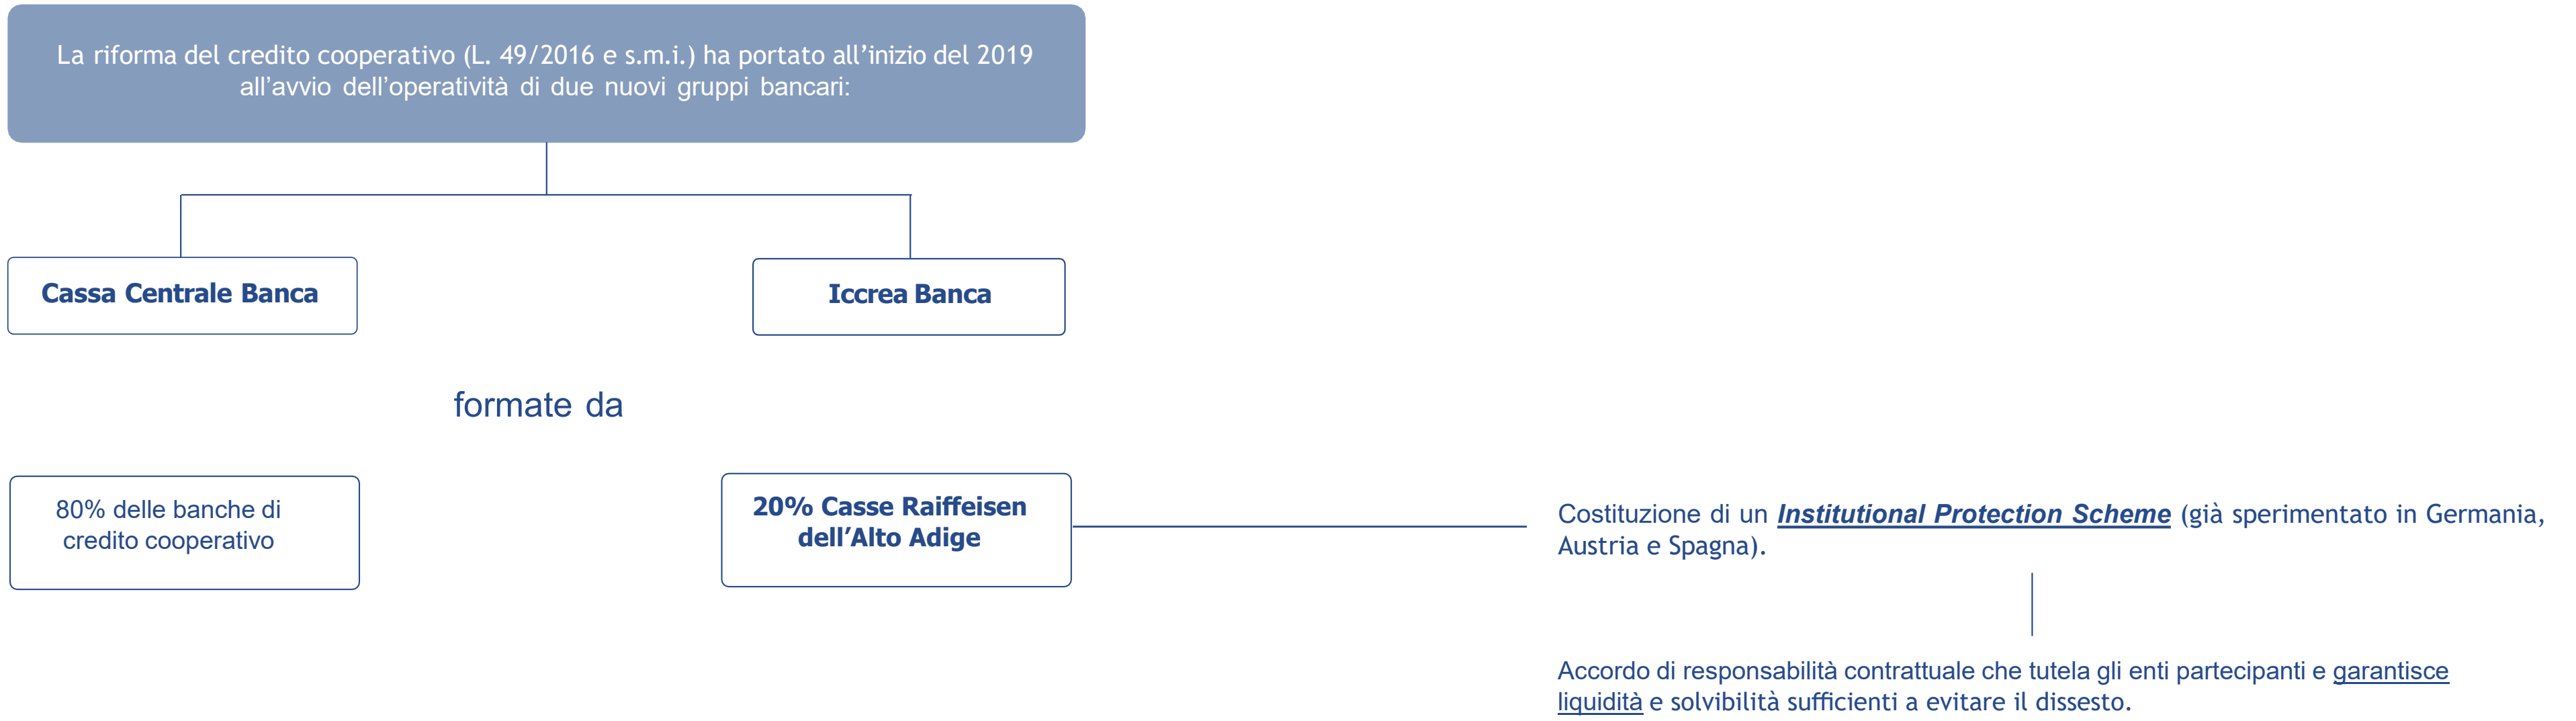 La riforma del credito cooperativo (L. 49/2016 e s.m.i.) ha portato all’inizio del 2019
all’avvio dell’operatività di due nuovi gruppi bancari:
Cassa Centrale Banca
Iccrea Banca
formate da
80% delle banche di
credito cooperativo
20% Casse Raiffeisen
dell’Alto Adige
Costituzione di un Institutional Protection Scheme (già sperimentato in Germania,
Austria e Spagna).
Accordo di responsabilità contrattuale che tutela gli enti partecipanti e garantisce
liquidità e solvibilità sufficienti a evitare il dissesto.